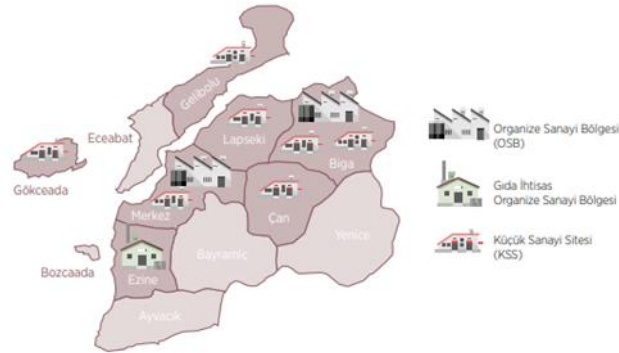 Gelibolu
Eceabat
Lapseki
Biga
Gökceada
Merkez
Çan
Yenice
Bayramiç
Bozcaada
Ezine
Ayvacık
Organize Sanayi Bölgesi
(OSB)
Gıda İhtisas
Organize Sanayi Bölgesi
Küçük Sanayi Sitesi
(KSS)